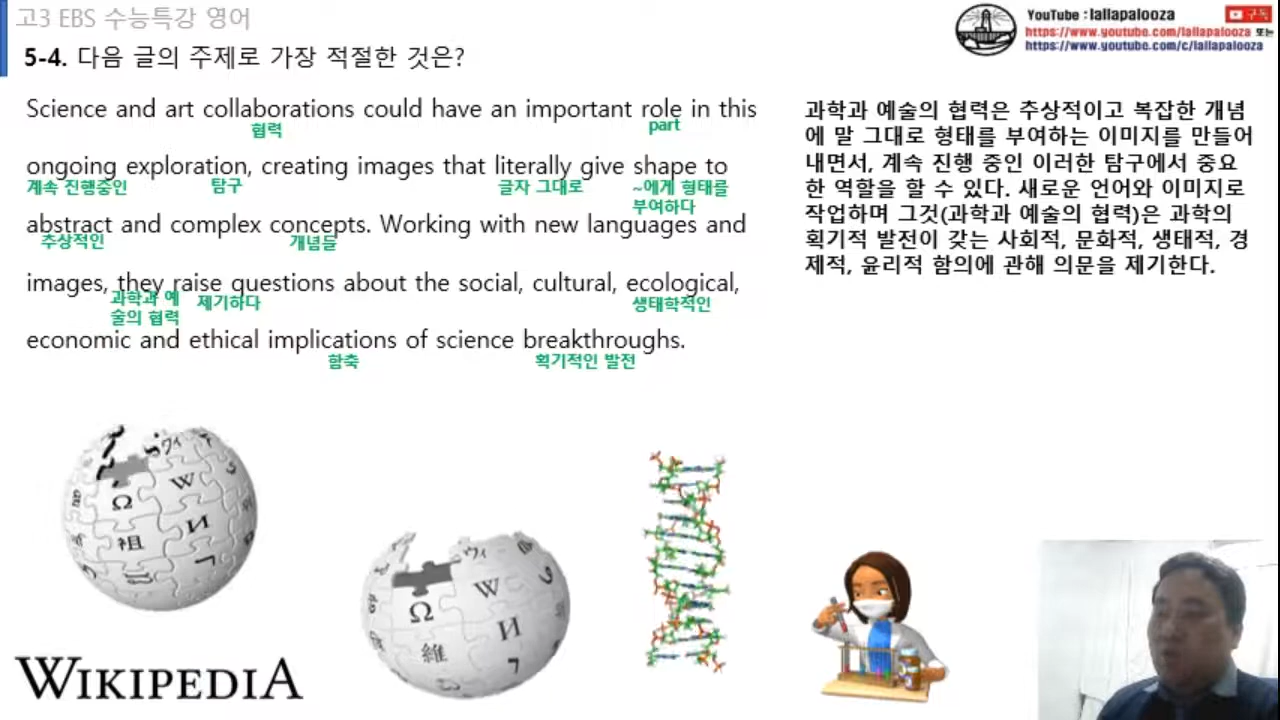 고3 EBS 수능특강 영어
YouTube : lallapalooza
구독
https://www.youtube.com/lallapalooza 또는
https://www.youtube.com/c/lallapalooza
5-4. 다음 글의 주제로 가장 적절한 것은?
Science and art collaborations could have an important role in this
협력
part
ongoing exploration, creating images that literally give shape to
계속 진행중인
탐구
글자 그대로
~에게 형태를
부여하다
abstract and complex concepts. Working with new languages and
추상적인
개념들
images, they raise questions about the social, cultural, ecological,
과학과 예
술의 협력
제기하다
생태학적인
economic and ethical implications of science breakthroughs.
함축
획기적인 발전
과학과 예술의 협력은 추상적이고 복잡한 개념
에 말 그대로 형태를 부여하는 이미지를 만들어
내면서, 계속 진행 중인 이러한 탐구에서 중요
한 역할을 할 수 있다. 새로운 언어와 이미지로
작업하며 그것(과학과 예술의 협력)은 과학의
획기적 발전이 갖는 사회적, 문화적, 생태적, 경
제적, 윤리적 함의에 관해 의문을 제기한다.
Ω
W
И
祖
Ω
W
И
維
WIKIPEDIA